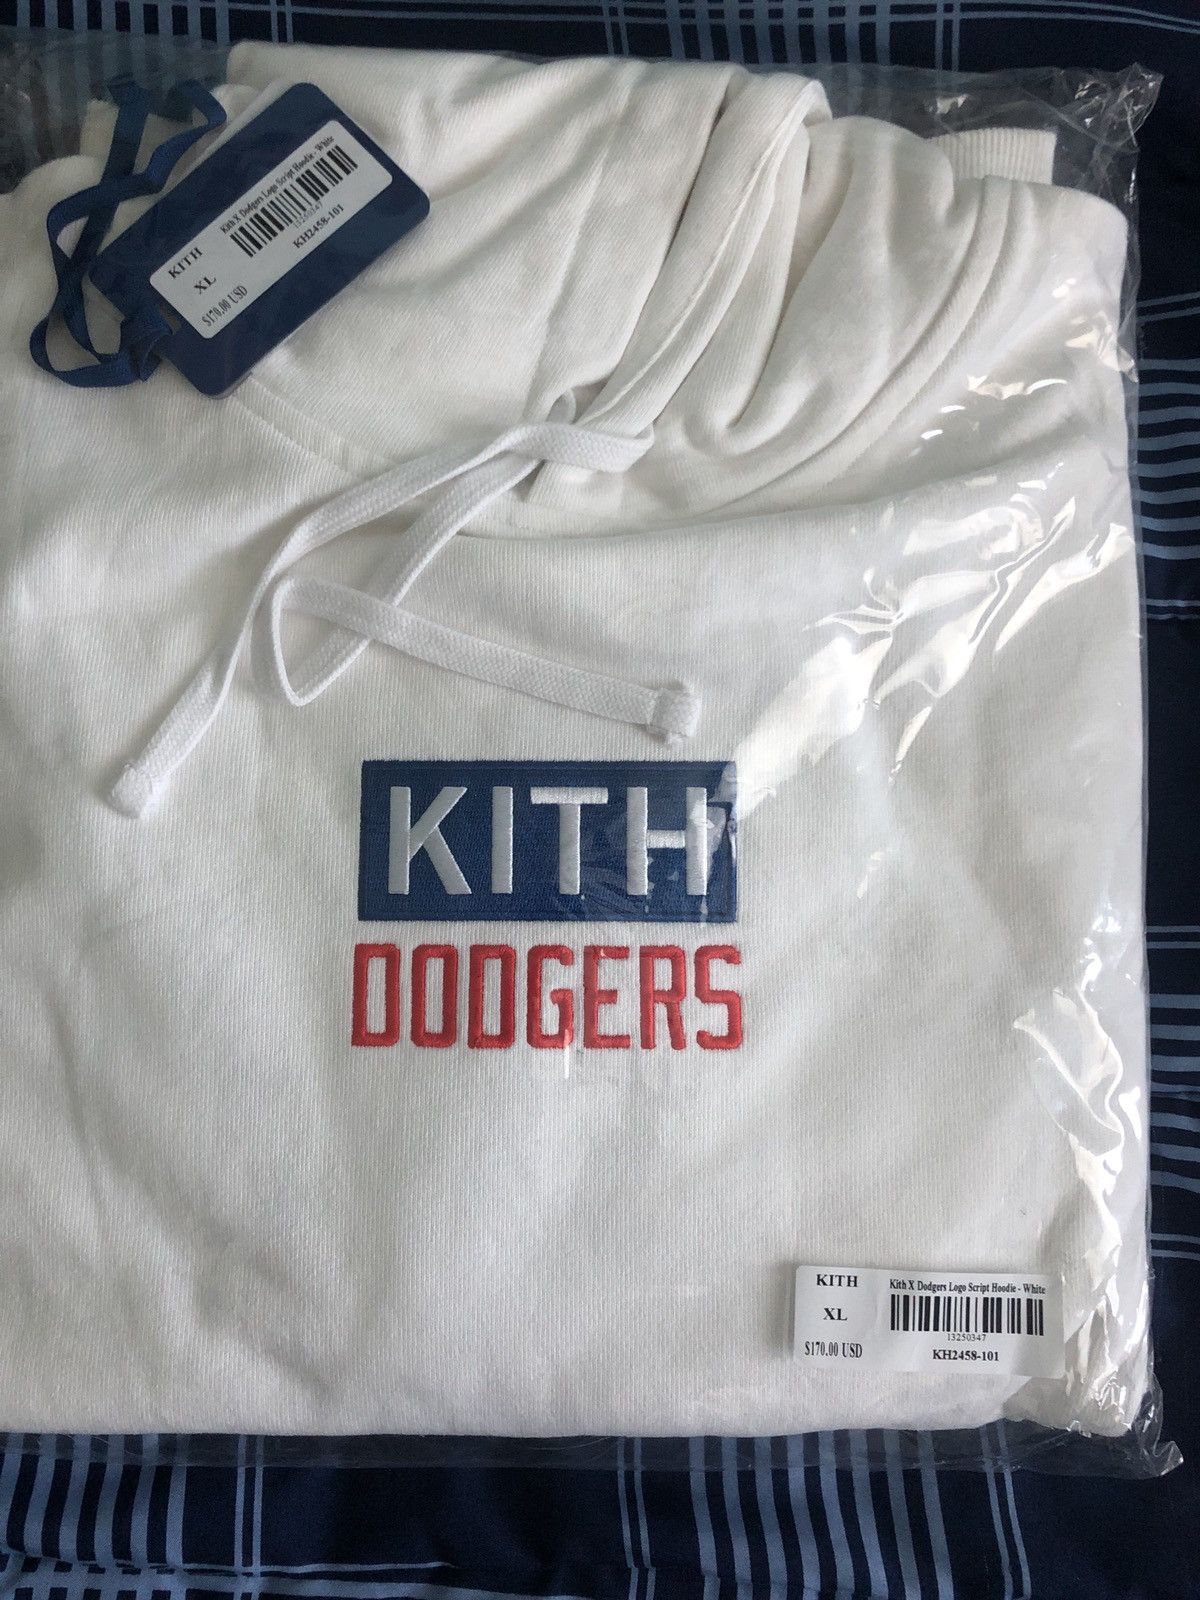 Kith X Dodgers Logo Script Hoodie - White
KITH
13250347
XL
KH2458-101
$170.00 USD
KITH
DODGERS
KITH
Kith X Dodgers Logo Script Hoodie - White
XL
13250347
$170.00 USD
KH2458-101